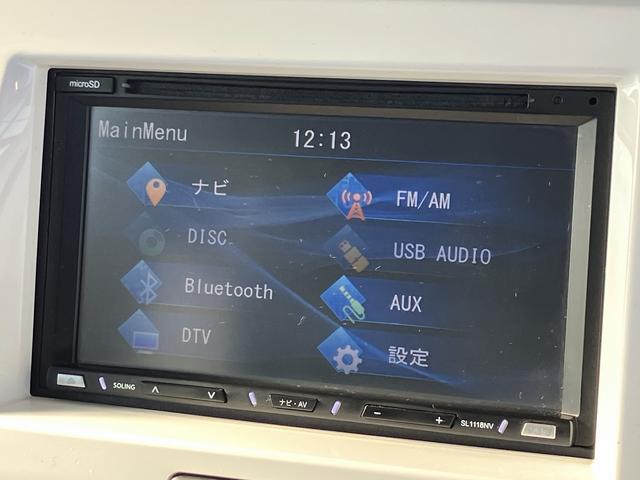 microSD
MainMenu 12:13
ナビ FM/AM
DISC USB AUDIO
Bluetooth AUX
DTV 設定
SOLING ナビ・AV - + SL1118NV